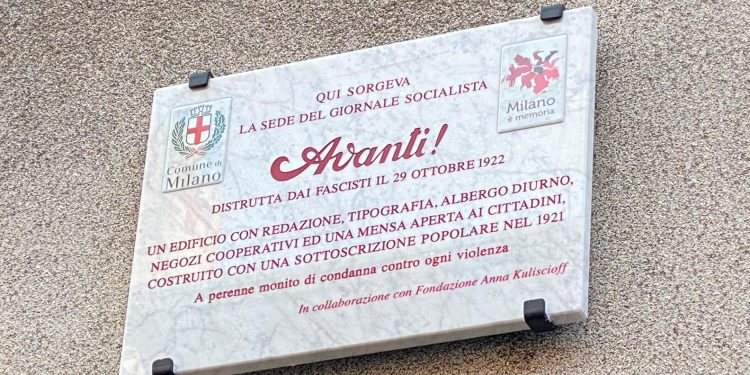 QUI SORGEVA
LA SEDE DEL GIORNALE SOCIALISTA
Avanti!
DISTRUTTA DAI FASCISTI IL 29 OTTOBRE 1922
UN EDIFICIO CON REDAZIONE, TIPOGRAFIA, ALBERGO DIURNO,
NEGOZI COOPERATIVI ED UNA MENSA APERTA AI CITTADINI,
COSTRUITO CON UNA SOTTOSCRIZIONE POPOLARE NEL 1921
A perenne monito di condanna contro ogni violenza
In collaborazione con Fondazione Anna Kuliscioff
Comune di
Milano
Milano
è memoria